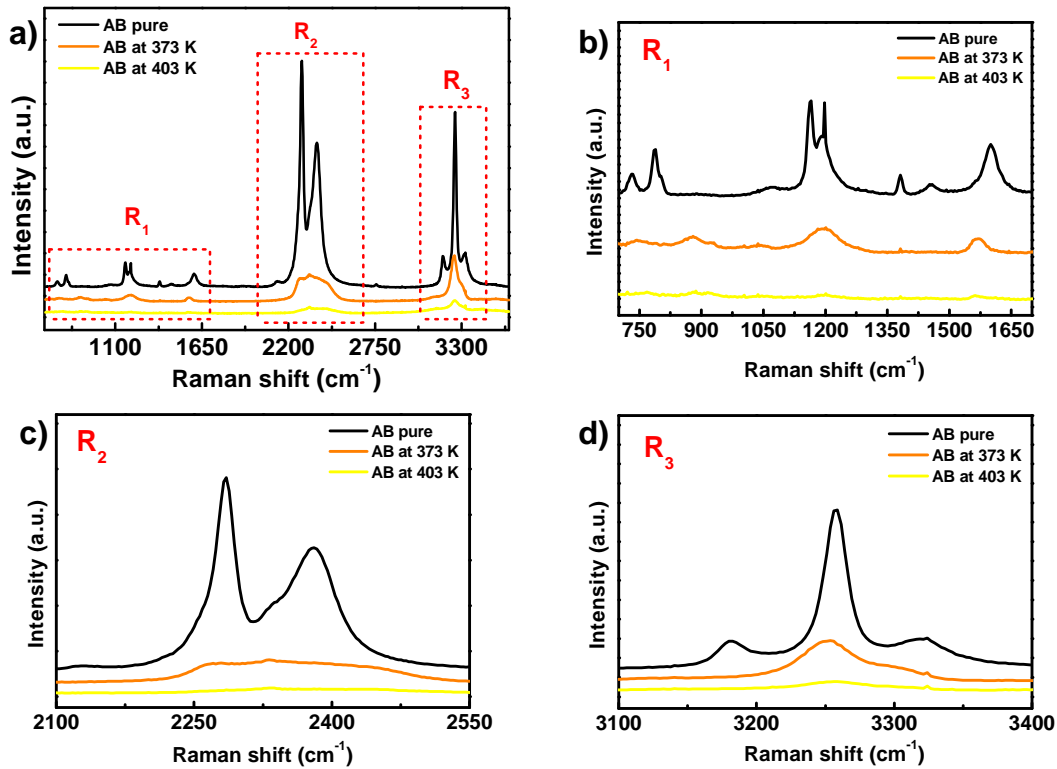 a)
AB pure
AB at 373 K
AB at 403 K
R1
R2
R3
Intensity (a.u.)
1100 1650 2200 2750 3300
Raman shift (cm-1)
b)
R1
AB pure
AB at 373 K
AB at 403 K
Intensity (a.u.)
750 900 1050 1200 1350 1500 1650
Raman shift (cm-1)
c)
R2
AB pure
AB at 373 K
AB at 403 K
Intensity (a.u.)
2100 2250 2400 2550
Raman shift (cm-1)
d)
R3
AB pure
AB at 373 K
AB at 403 K
Intensity (a.u.)
3100 3200 3300 3400
Raman shift (cm-1)